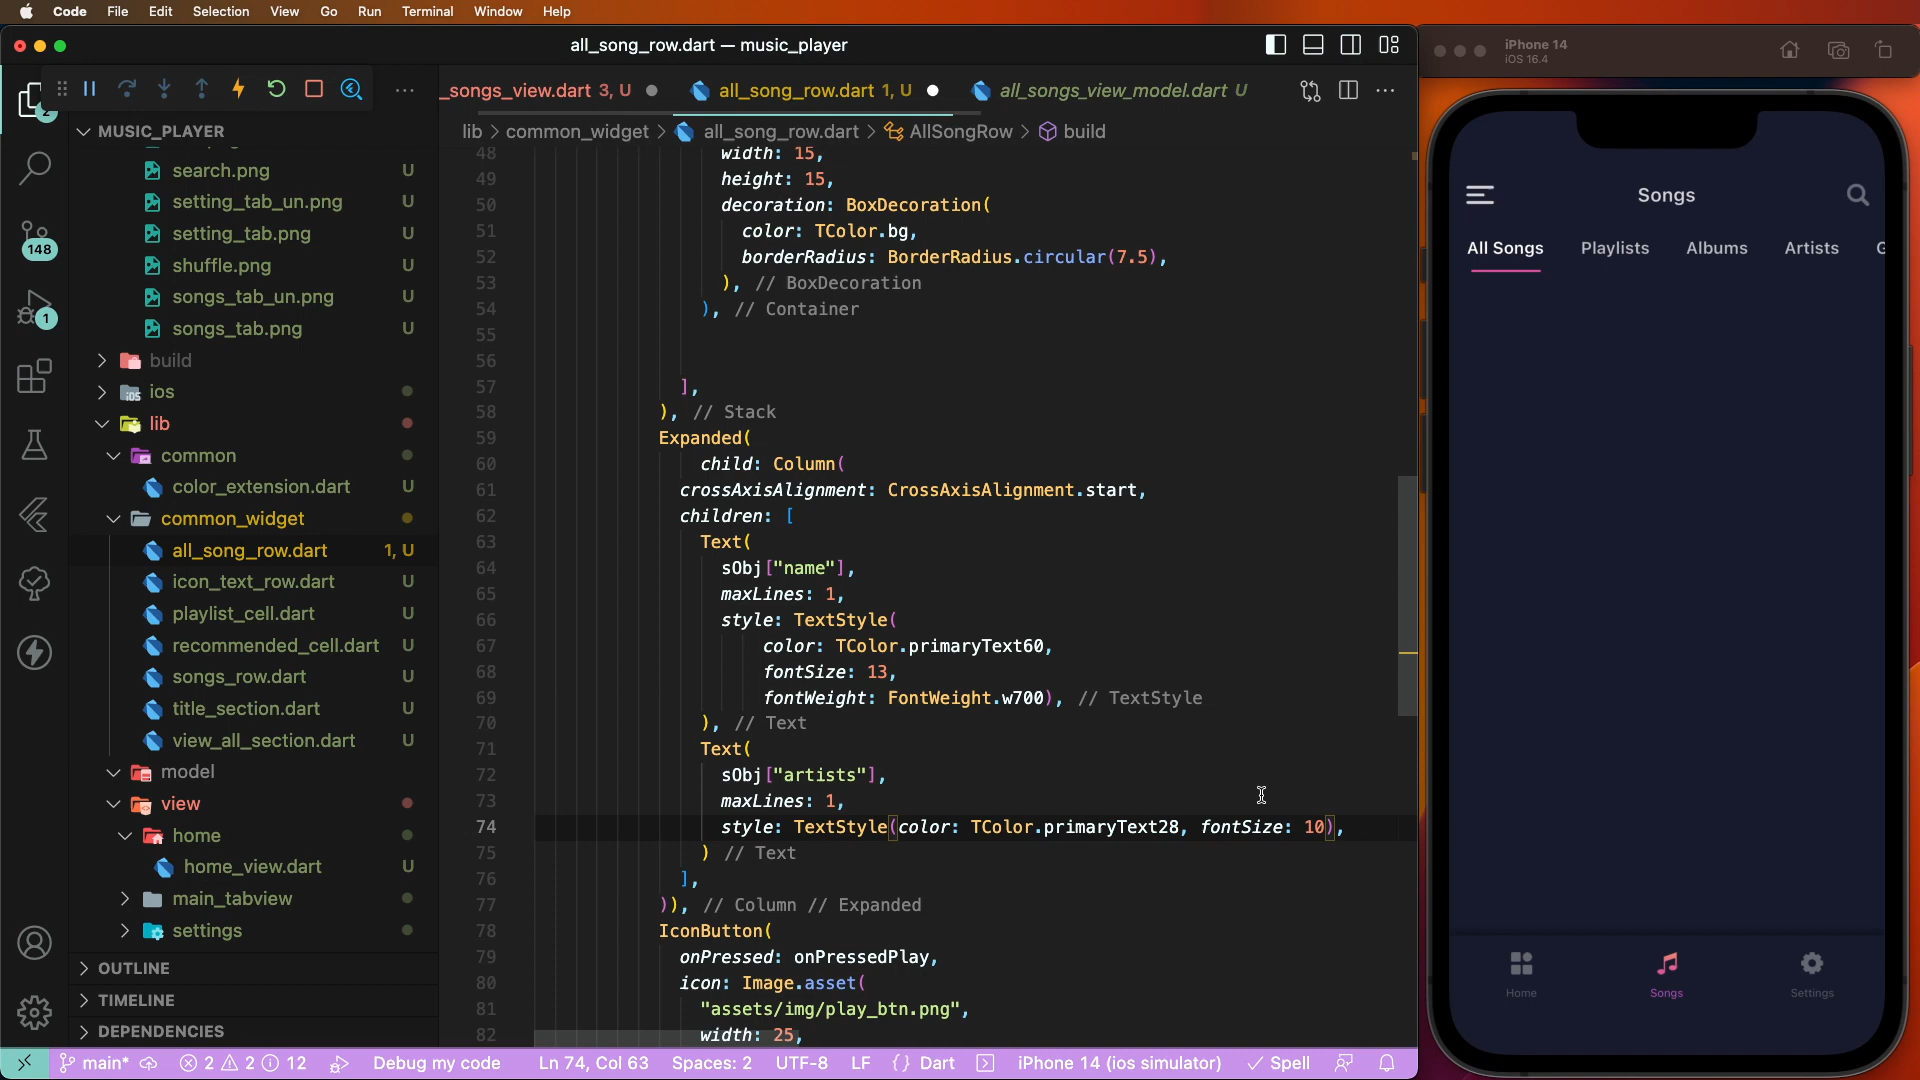 Code File Edit Selection View Go Run Terminal Window Help
all_song_row.dart — music_player
iPhone 14
iOS 16.4
_songs_view.dart 3, U
all_song_row.dart 1, U
all_songs_view_model.dart U
lib > common_widget > all_song_row.dart > AllSongRow > build
2
148
1
MUSIC_PLAYER
search.png U
setting_tab_un.png U
setting_tab.png U
shuffle.png U
songs_tab_un.png U
songs_tab.png U
build
ios
lib
common
color_extension.dart U
common_widget
all_song_row.dart 1, U
icon_text_row.dart U
playlist_cell.dart U
recommended_cell.dart U
songs_row.dart U
title_section.dart U
view_all_section.dart U
model
view
home
home_view.dart U
main_tabview
settings
OUTLINE
TIMELINE
DEPENDENCIES
48 width: 15,
49 height: 15,
50 decoration: BoxDecoration(
51 color: TColor.bg,
52 borderRadius: BorderRadius.circular(7.5),
53 ), // BoxDecoration
54 ), // Container
55
56
57 ],
58 ), // Stack
59 Expanded(
60 child: Column(
61 crossAxisAlignment: CrossAxisAlignment.start,
62 children: [
63 Text(
64 sObj["name"],
65 maxLines: 1,
66 style: TextStyle(
67 color: TColor.primaryText60,
68 fontSize: 13,
69 fontWeight: FontWeight.w700), // TextStyle
70 ), // Text
71 Text(
72 sObj["artists"],
73 maxLines: 1,
74 style: TextStyle(color: TColor.primaryText28, fontSize: 10),
75 ) // Text
76 ],
77 )), // Column // Expanded
78 IconButton(
79 onPressed: onPressedPlay,
80 icon: Image.asset(
81 "assets/img/play_btn.png",
82 width: 25,
Songs
All Songs Playlists Albums Artists
Home Songs Settings
main* 2 2 12 Debug my code Ln 74, Col 63 Spaces: 2 UTF-8 LF {} Dart iPhone 14 (ios simulator) Spell